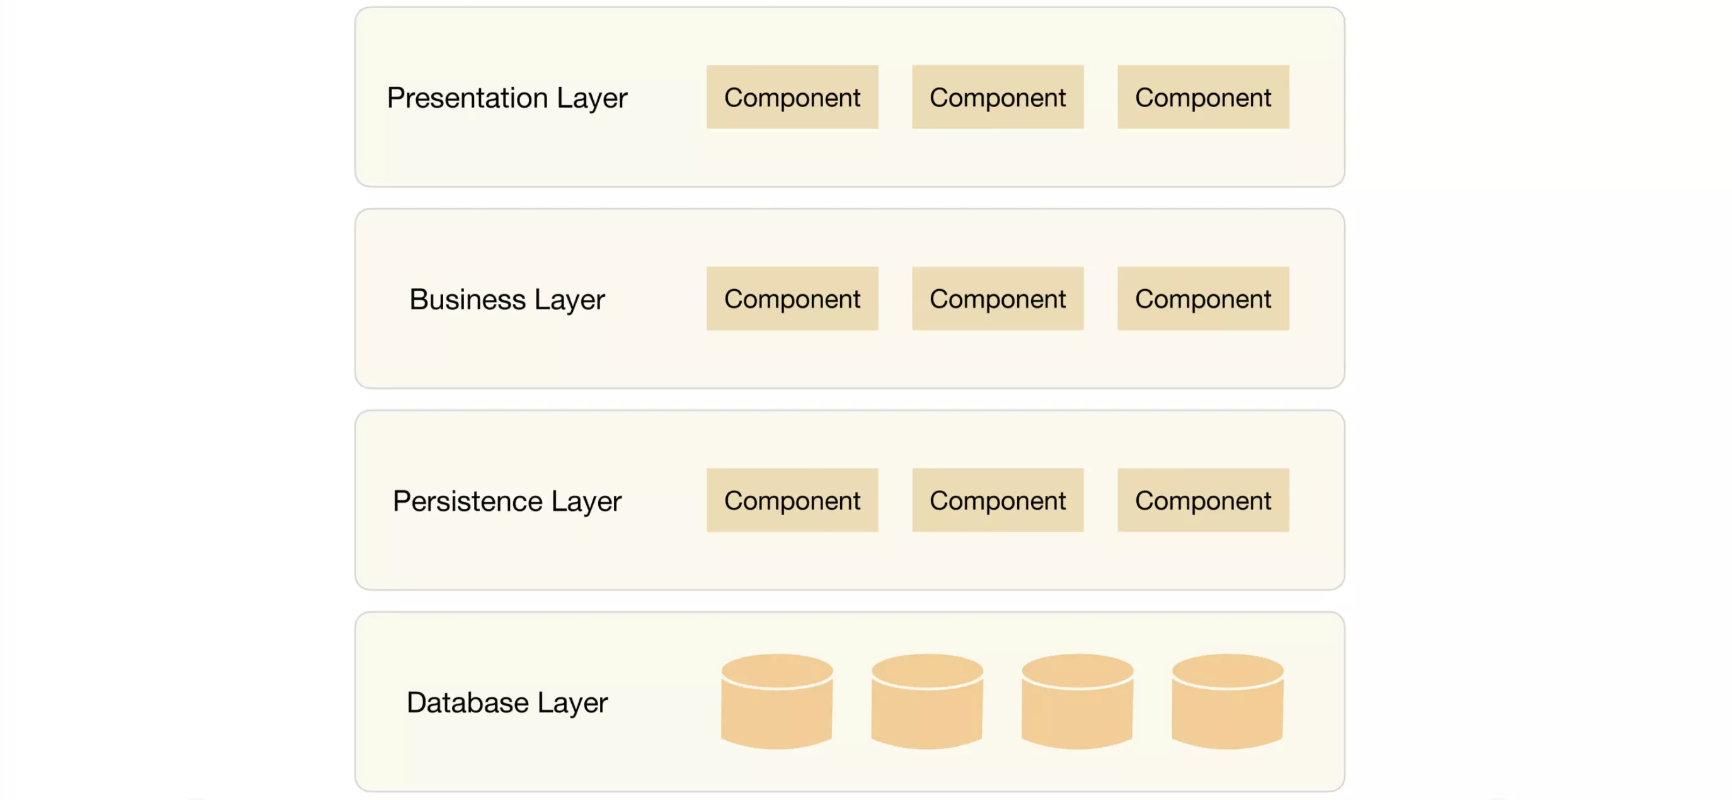 Presentation Layer
Component
Component
Component
Business Layer
Component
Component
Component
Persistence Layer
Component
Component
Component
Database Layer